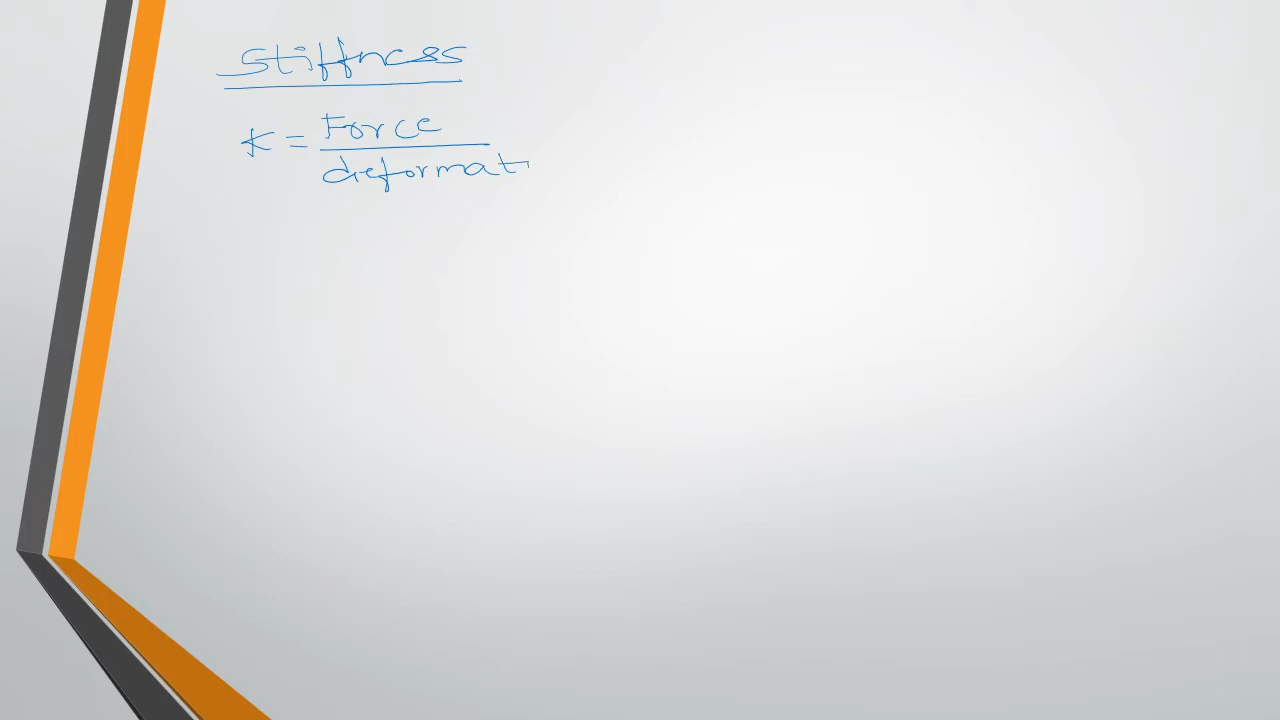 Stiffness
K = Force
deformat